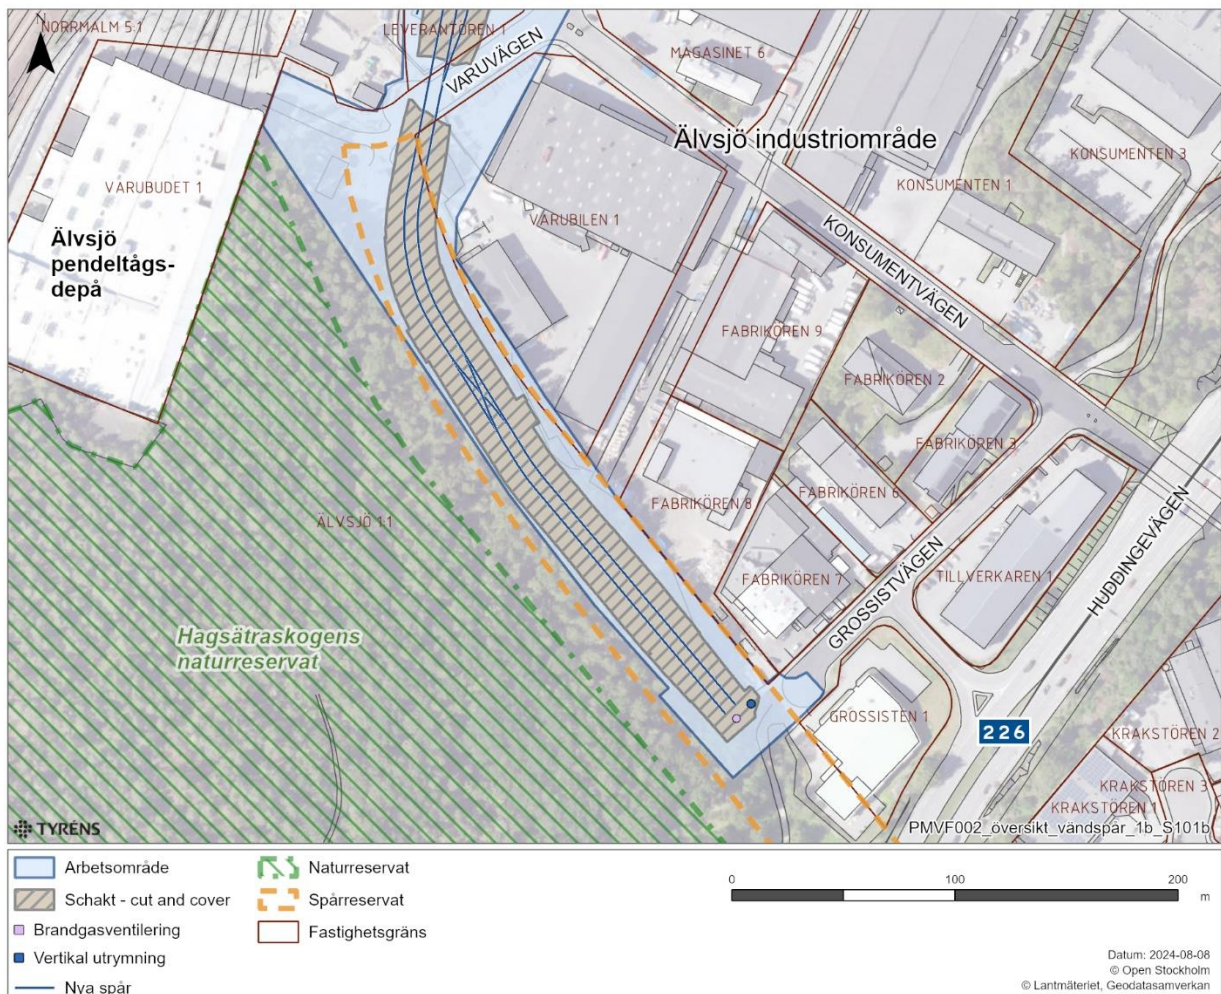 NORRMALM 5:1
LEVERANTÖREN 1
VARUVÄGEN
MAGASINET 6
Älvsjö industriområde
KONSUMENTEN 3
KONSUMENTEN 1
VARUBUDET 1
VARUBILEN 1
Älvsjö
pendeltågs-
depå
KONSUMENTVÄGEN
FABRIKÖREN 9
FABRIKÖREN 2
FABRIKÖREN 3
FABRIKÖREN 6
FABRIKÖREN 8
ÄLVSJÖ 1:1
FABRIKÖREN 7
GROSSISTVÄGEN
TILLVERKAREN 1
HUDDINGEVÄGEN
Hagsätraskogens
naturreservat
GROSSISTEN 1
226
KRAKSTÖREN 2
KRAKSTÖREN 3
KRAKSTÖREN 1
TYRÉNS
PMVF002_översikt_vändspår_1b_S101b
Arbetsområde
Schakt - cut and cover
Brandgasventilering
Vertikal utrymning
Nya spår
Naturreservat
Spårreservat
Fastighetsgräns
0 100 200
m
Datum: 2024-08-08
© Open Stockholm
© Lantmäteriet, Geodatasamverkan